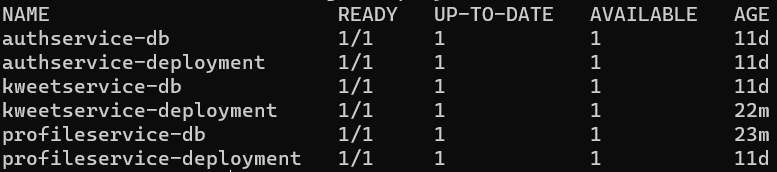 NAME READY UP-TO-DATE AVAILABLE AGE
authservice-db 1/1 1 1 11d
authservice-deployment 1/1 1 1 11d
kweetservice-db 1/1 1 1 11d
kweetservice-deployment 1/1 1 1 22m
profileservice-db 1/1 1 1 23m
profileservice-deployment 1/1 1 1 11d